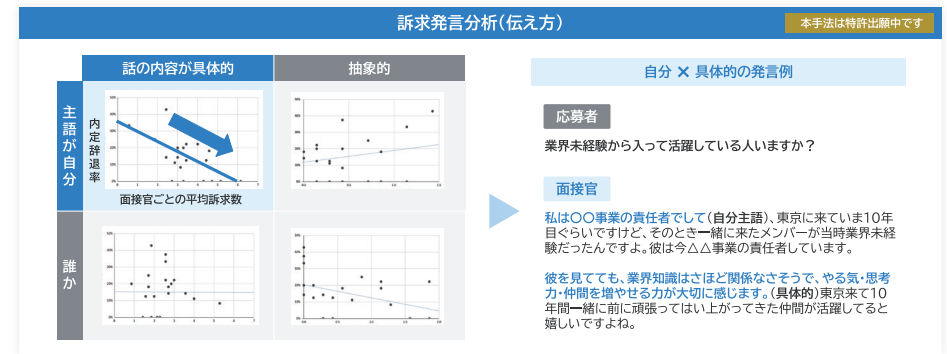 訴求発言分析（伝え方）
本手法は特許出願中です
話の内容が具体的
抽象的
主語が自分
内定辞退率
面接官ごとの平均訴求数
誰か
自分 × 具体的の発言例
応募者
業界未経験から入って活躍している人いますか？
面接官
私は〇〇事業の責任者でして（自分主語）、東京に来ていま10年
目ぐらいですけど、そのとき一緒に来たメンバーが当時業界未経
験だったんですよ。彼は今△△事業の責任者しています。
彼を見てても、業界知識はさほど関係なさそうで、やる気・思考
力・仲間を増やせる力が大切に感じます。（具体的）東京来て10
年間一緒に前に頑張ってはい上がってきた仲間が活躍してると
嬉しいですよね。